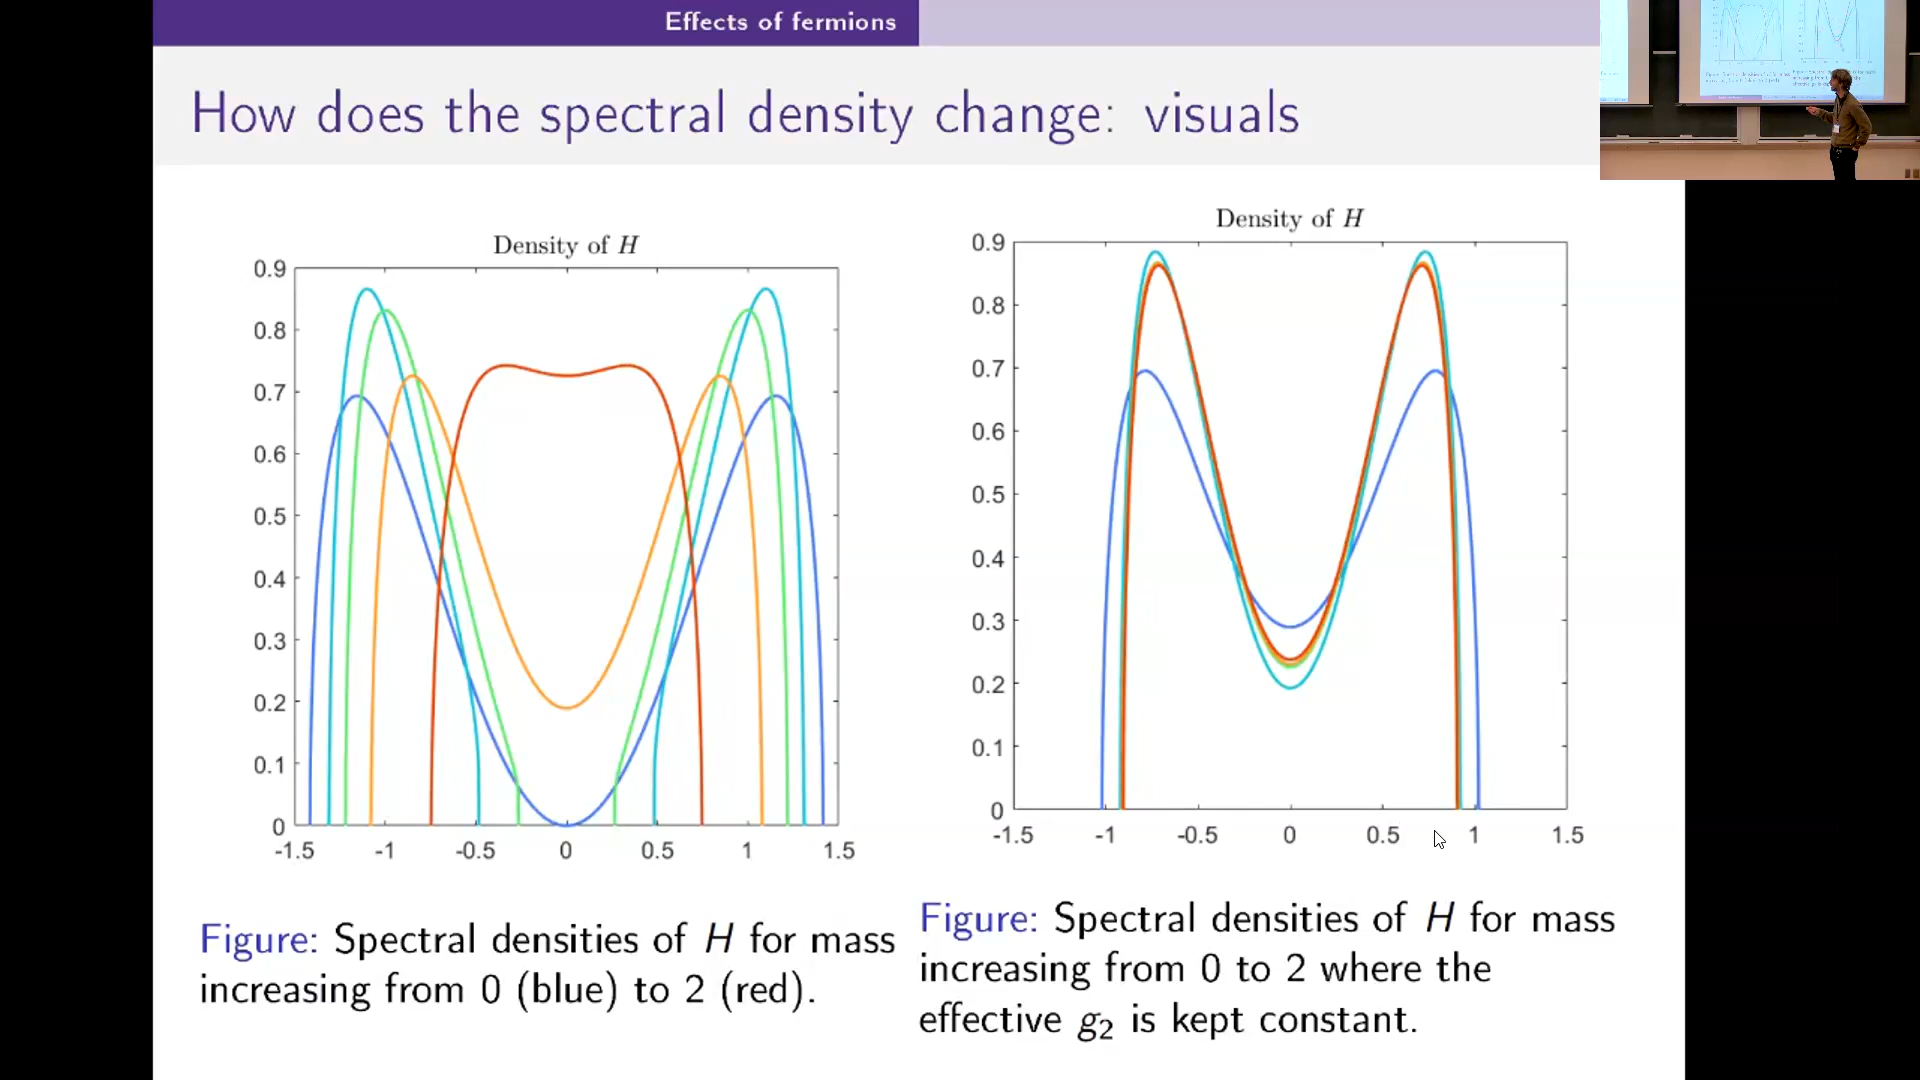 Effects of fermions
How does the spectral density change: visuals
Density of H
0.9
0.8
0.7
0.6
0.5
0.4
0.3
0.2
0.1
0
-1.5 -1 -0.5 0 0.5 1 1.5
Figure: Spectral densities of H for mass
increasing from 0 (blue) to 2 (red).
Density of H
0.9
0.8
0.7
0.6
0.5
0.4
0.3
0.2
0.1
0
-1.5 -1 -0.5 0 0.5 1 1.5
Figure: Spectral densities of H for mass
increasing from 0 to 2 where the
effective g₂ is kept constant.